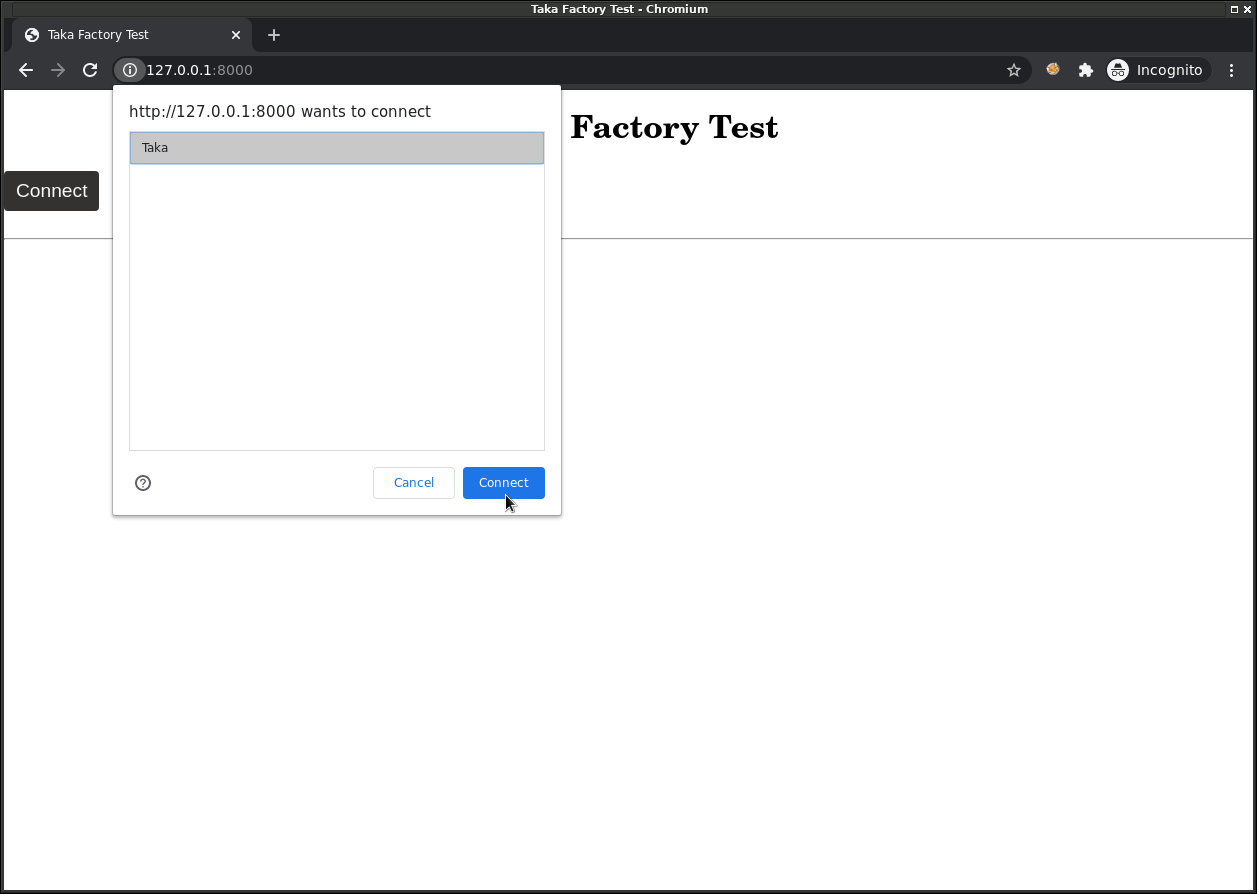 Taka Factory Test - Chromium
Taka Factory Test
127.0.0.1:8000
Incognito
http://127.0.0.1:8000 wants to connect
Taka
Cancel
Connect
Factory Test
Connect